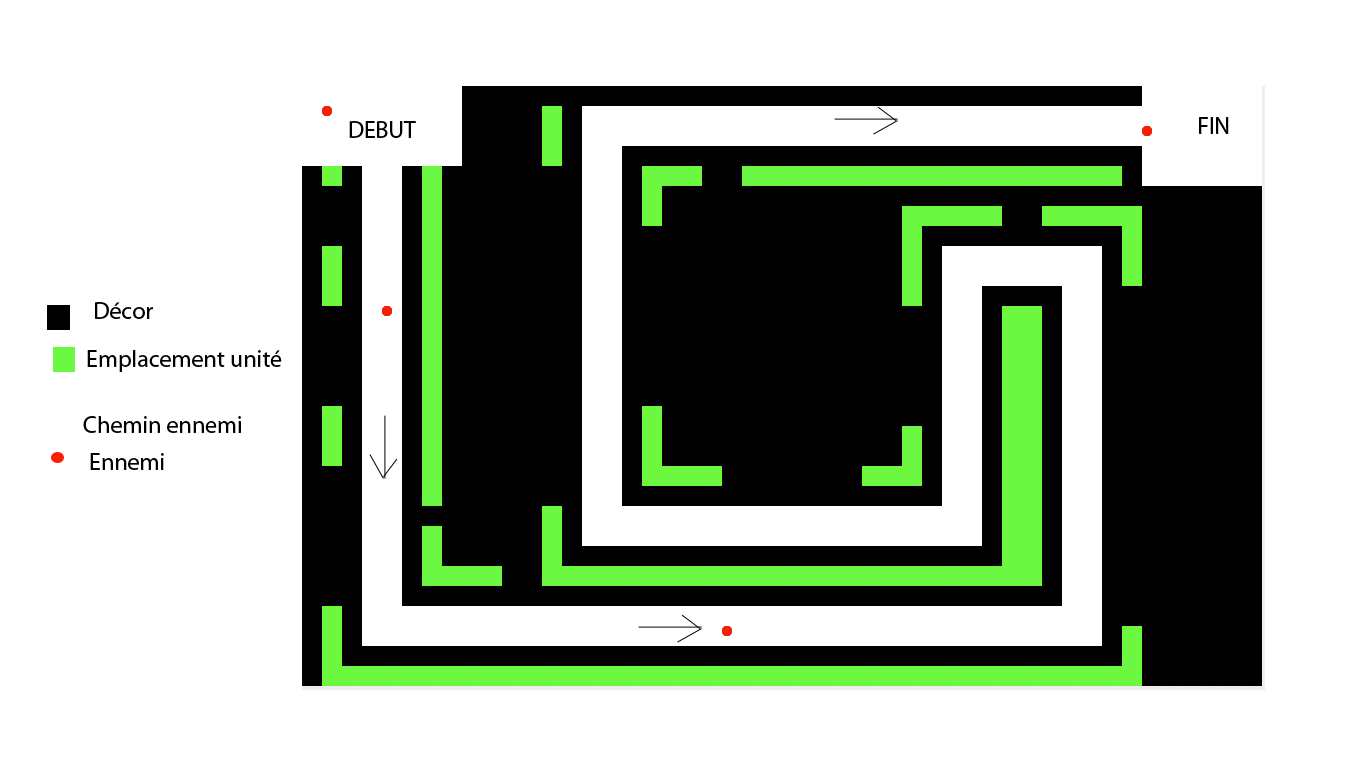 DEBUT
FIN
Décor
Emplacement unité
Chemin ennemi
Ennemi